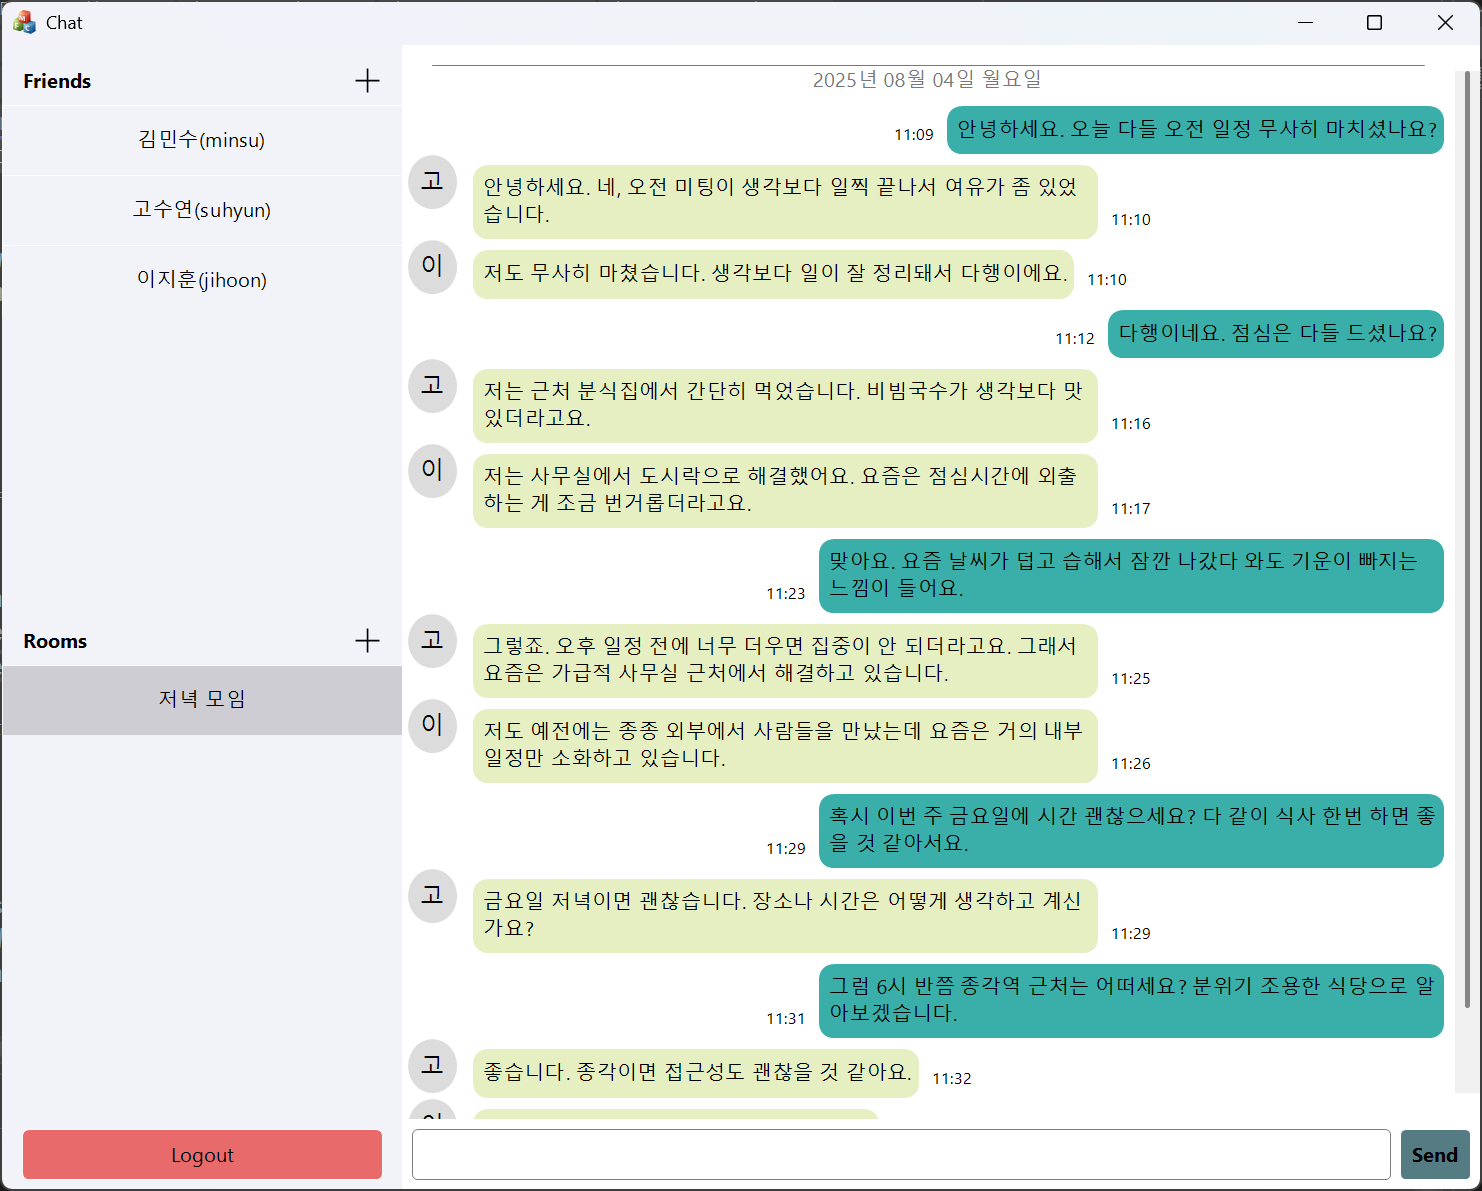 Chat
Friends
김민수(minsu)
고수연(suhyun)
이지훈(jihoon)
Rooms
저녁 모임
Logout
2025년 08월 04일 월요일
11:09
안녕하세요. 오늘 다들 오전 일정 무사히 마치셨나요?
고
안녕하세요. 네, 오전 미팅이 생각보다 일찍 끝나서 여유가 좀 있었
습니다.
11:10
이
저도 무사히 마쳤습니다. 생각보다 일이 잘 정리돼서 다행이에요.
11:10
11:12
다행이네요. 점심은 다들 드셨나요?
고
저는 근처 분식집에서 간단히 먹었습니다. 비빔국수가 생각보다 맛
있더라고요.
11:16
이
저는 사무실에서 도시락으로 해결했어요. 요즘은 점심시간에 외출
하는 게 조금 번거롭더라고요.
11:17
맞아요. 요즘 날씨가 덥고 습해서 잠깐 나갔다 와도 기운이 빠지는
느낌이 들어요.
11:23
고
그렇죠. 오후 일정 전에 너무 더우면 집중이 안 되더라고요. 그래서
요즘은 가급적 사무실 근처에서 해결하고 있습니다.
11:25
이
저도 예전에는 종종 외부에서 사람들을 만났는데 요즘은 거의 내부
일정만 소화하고 있습니다.
11:26
혹시 이번 주 금요일에 시간 괜찮으세요? 다 같이 식사 한번 하면 좋
을 것 같아서요.
11:29
고
금요일 저녁이면 괜찮습니다. 장소나 시간은 어떻게 생각하고 계신
가요?
11:29
그럼 6시 반쯤 종각역 근처는 어떠세요? 분위기 조용한 식당으로 알
아보겠습니다.
11:31
고
좋습니다. 종각이면 접근성도 괜찮을 것 같아요.
11:32
Send